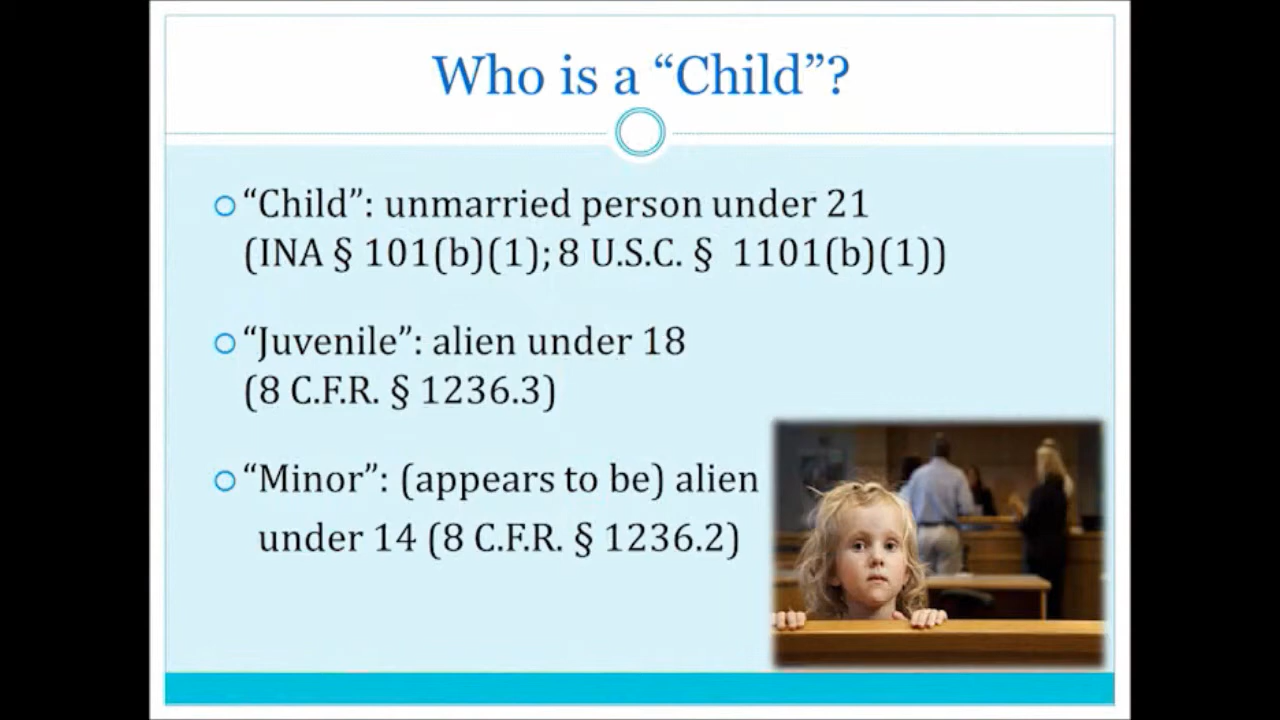 Who is a “Child”?
“Child”: unmarried person under 21
(INA § 101(b)(1); 8 U.S.C. §  1101(b)(1))
“Juvenile”: alien under 18
(8 C.F.R. § 1236.3)
“Minor”: (appears to be) alien
under 14 (8 C.F.R. § 1236.2)